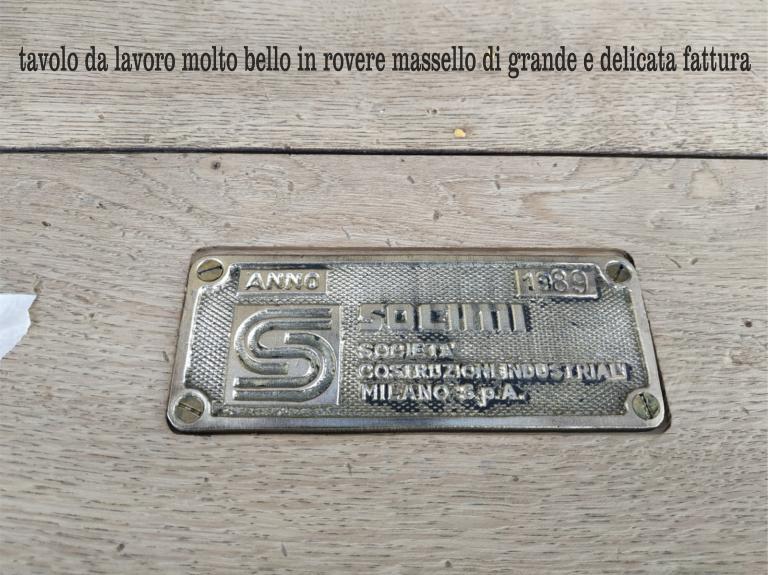 tavolo da lavoro molto bello in rovere massello di grande e delicata fattura
ANNO 1989
SOCIMI
SOCIETA'
COSTRUZIONI INDUSTRIALI
MILANO S.p.A.